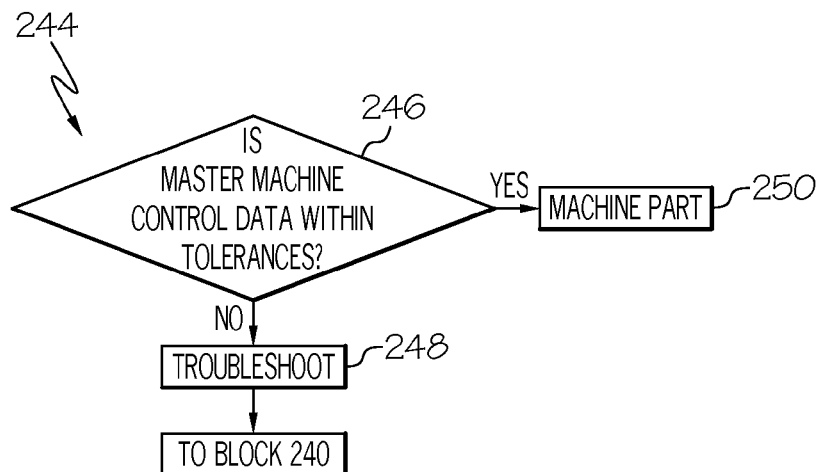 244
246
IS
MASTER MACHINE
CONTROL DATA WITHIN
TOLERANCES?
YES
MACHINE PART
250
NO
TROUBLESHOOT
248
TO BLOCK 240